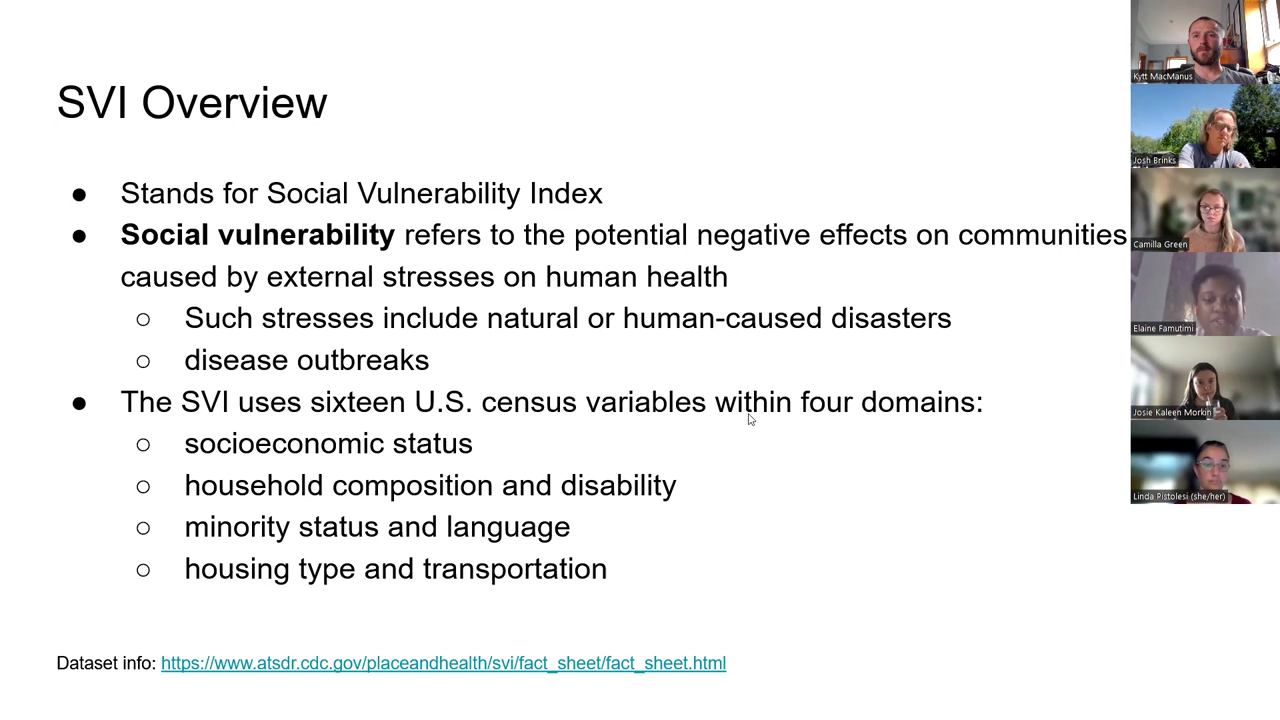 SVI Overview
● Stands for Social Vulnerability Index
● Social vulnerability refers to the potential negative effects on communities
caused by external stresses on human health
○ Such stresses include natural or human-caused disasters
○ disease outbreaks
● The SVI uses sixteen U.S. census variables within four domains:
○ socioeconomic status
○ household composition and disability
○ minority status and language
○ housing type and transportation
Dataset info: https://www.atsdr.cdc.gov/placeandhealth/svi/fact_sheet/fact_sheet.html
Kytt MacManus
Josh Brinks
Camilla Green
Elaine Famutimi
Josie Kaleen Morkin
Linda Pistolesi (she/her)